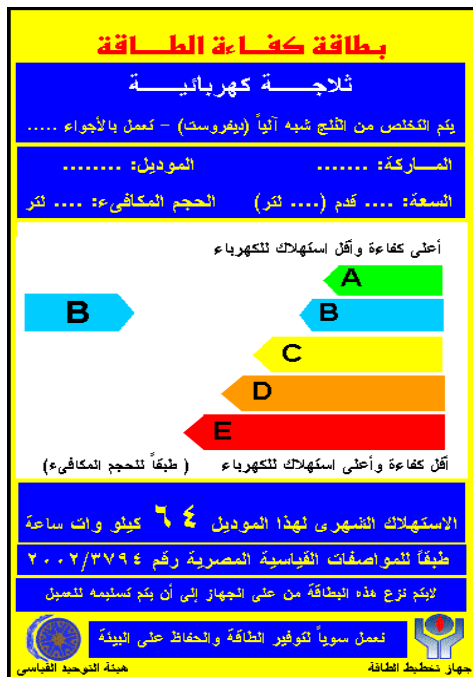 بطاقة كفاءة الطاقة
ثلاجة كهربائية
يتم التخلص من الثلج شبه آلياً (ديفروست) – تعمل بالأجواء .....
الماركة: ....... الموديل: ........
السعة: .... قدم (.... لتر) الحجم المكافىء: .... لتر
أعلى كفاءة وأقل استهلاك للكهرباء
A
B B
C
D
E
أقل كفاءة وأعلى استهلاك للكهرباء ( طبقاً للحجم المكافىء)
الاستهلاك الشهرى لهذا الموديل ٦٤ كيلو وات ساعة
طبقاً للمواصفات القياسية المصرية رقم ٢٠٠٢/٣٧٩٤
لايتم نزع هذه البطاقة من على الجهاز إلى أن يتم تسليمه للعميل
نعمل سوياً لتوفير الطاقة والحفاظ على البيئة
جهاز تخطيط الطاقة هيئة التوحيد القياسى